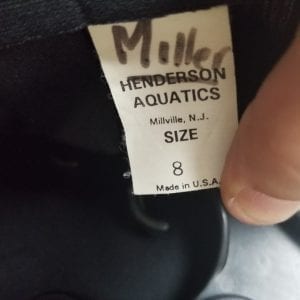 Miller
HENDERSON
AQUATICS
Millville, N.J.
SIZE
8
Made in U.S.A.